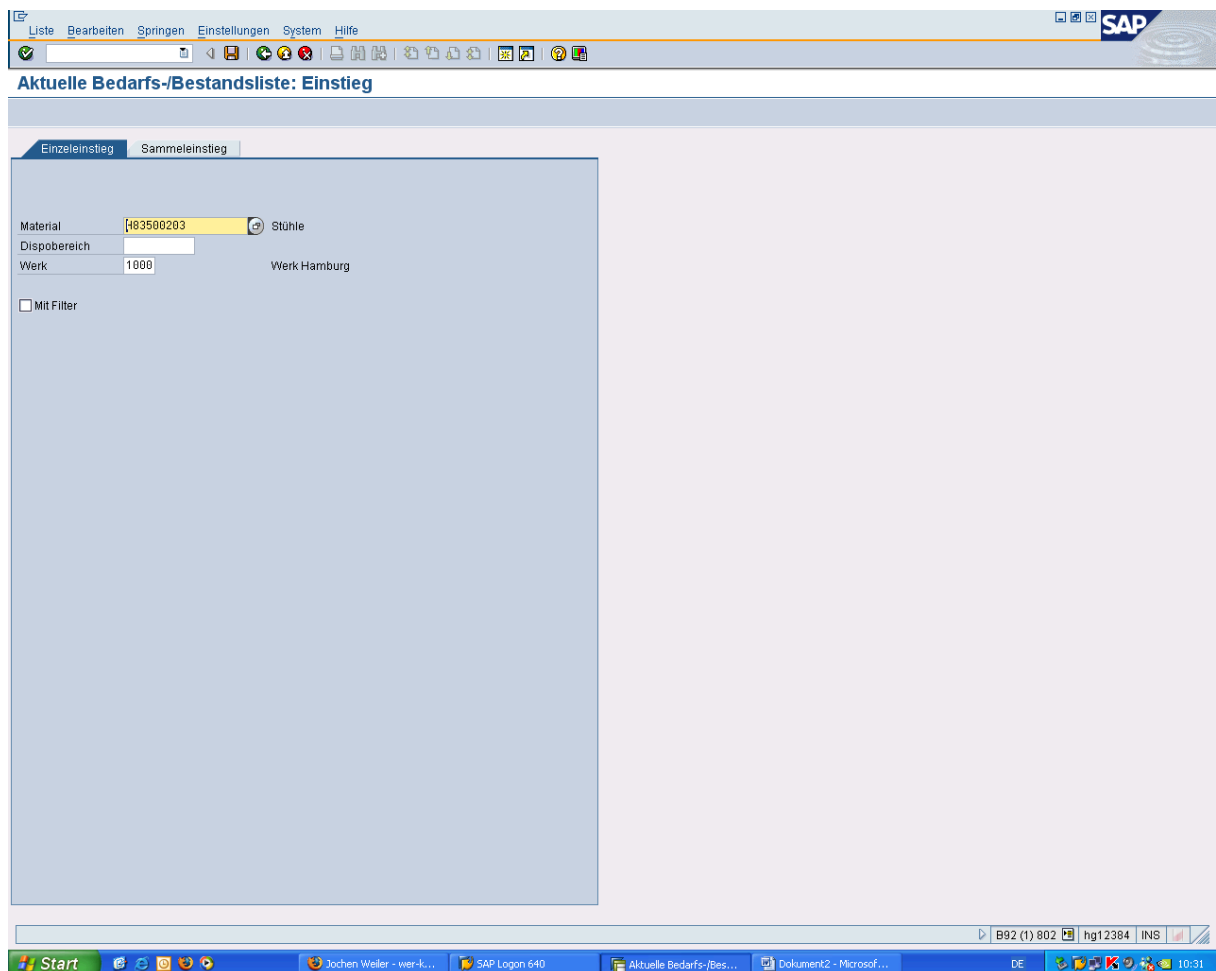 Liste Bearbeiten Springen Einstellungen System Hilfe
SAP
Aktuelle Bedarfs-/Bestandsliste: Einstieg
Einzeleinstieg Sammeleinstieg
Material H83500203 Stühle
Dispobereich
Werk 1000 Werk Hamburg
Mit Filter
B92 (1) 802 hg12384 INS
Start Jochen Weiler - wer-k... SAP Logon 640 Aktuelle Bedarfs-/Bes... Dokument2 - Microsof... DE 10:31